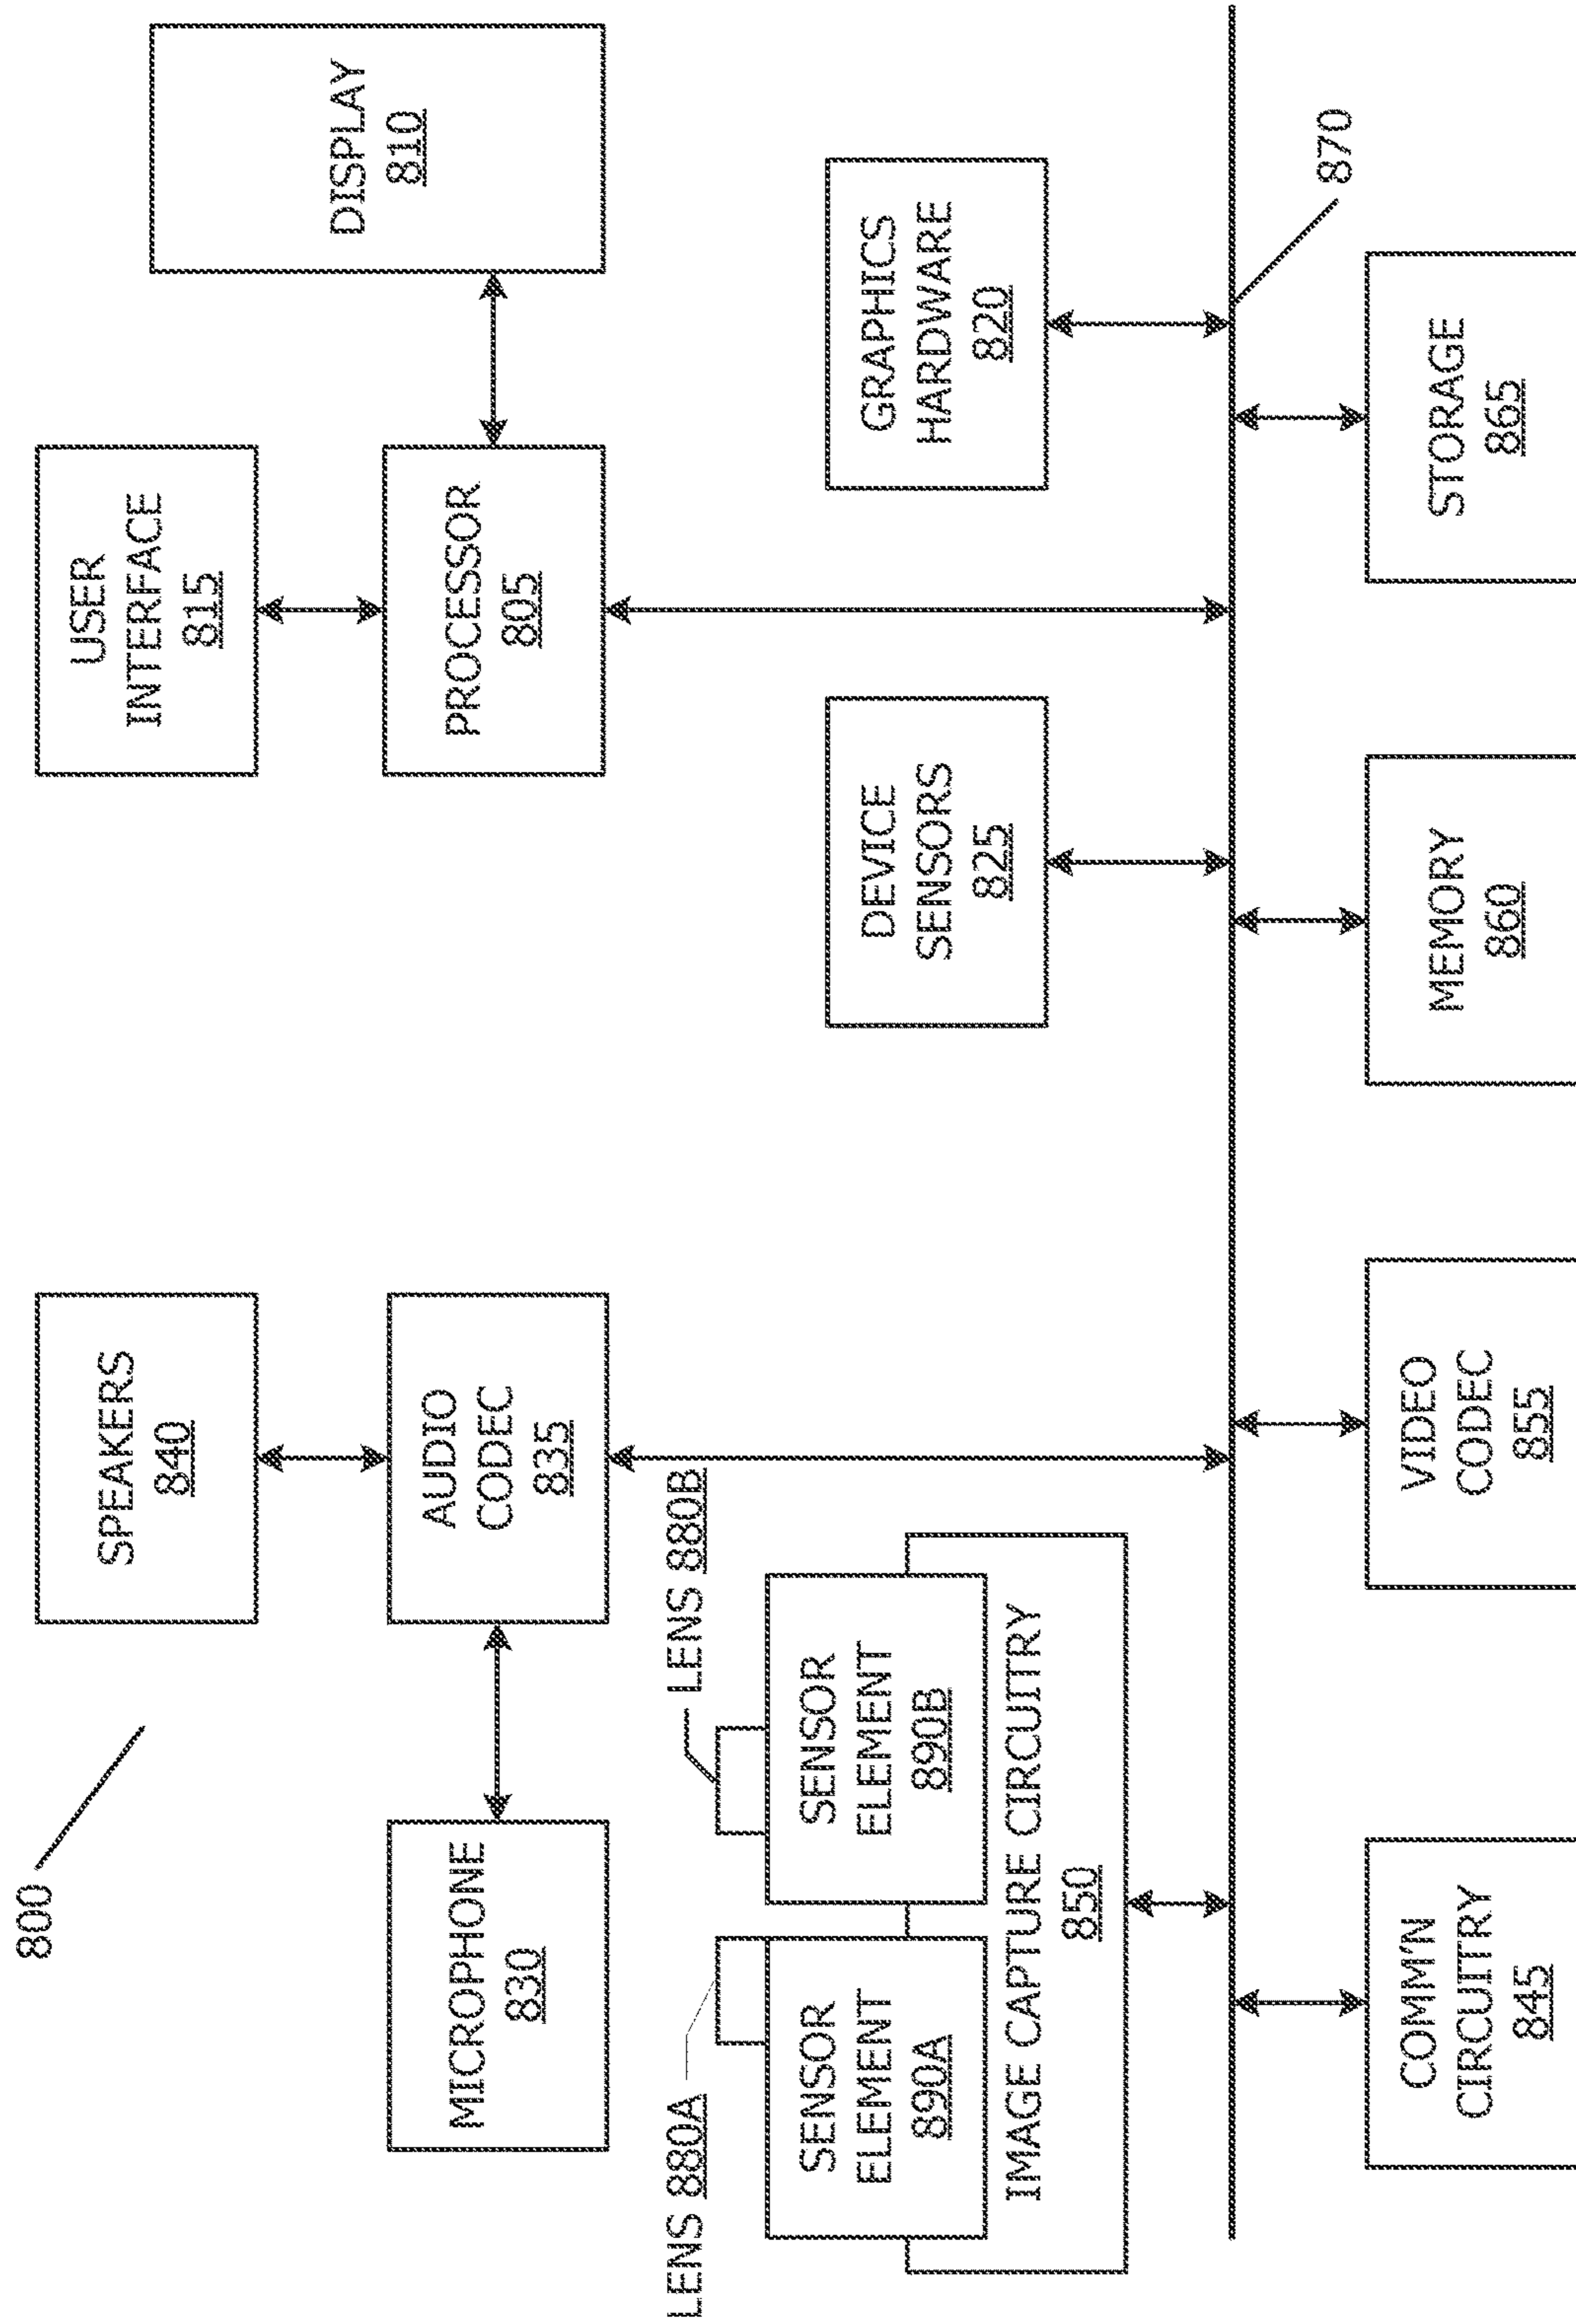 800
SPEAKERS
840
USER
INTERFACE
815
DISPLAY
810
MICROPHONE
830
AUDIO
CODEC
835
PROCESSOR
805
LENS 880A
LENS 880B
SENSOR
ELEMENT
890A
SENSOR
ELEMENT
890B
IMAGE CAPTURE CIRCUITRY
850
DEVICE
SENSORS
825
GRAPHICS
HARDWARE
820
870
COMM'N
CIRCUITRY
845
VIDEO
CODEC
855
MEMORY
860
STORAGE
865